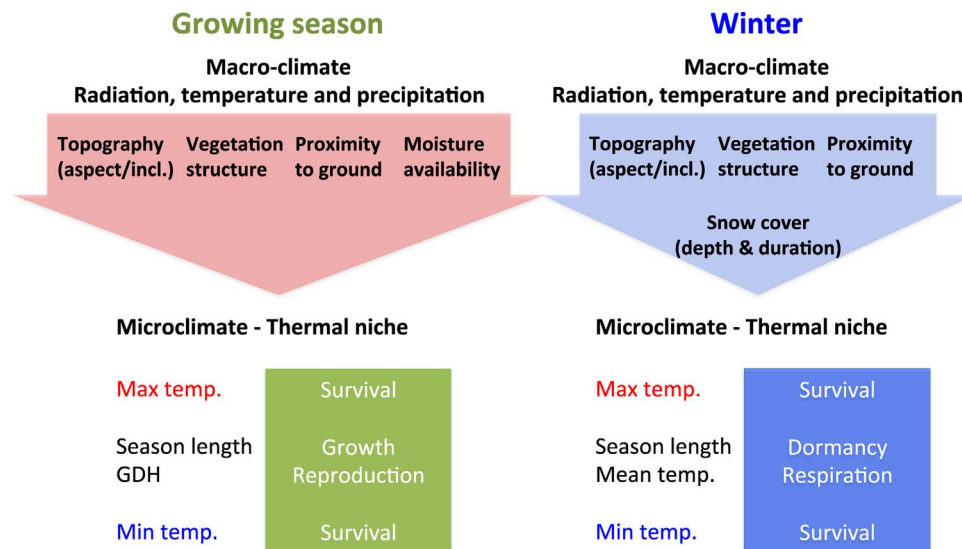 Growing season
Macro-climate
Radiation, temperature and precipitation
Topography (aspect/incl.)
Vegetation structure
Proximity to ground
Moisture availability
Microclimate - Thermal niche
Max temp. Survival
Season length Growth
GDH Reproduction
Min temp. Survival
Winter
Macro-climate
Radiation, temperature and precipitation
Topography (aspect/incl.)
Vegetation structure
Proximity to ground
Snow cover
(depth & duration)
Microclimate - Thermal niche
Max temp. Survival
Season length Dormancy
Mean temp. Respiration
Min temp. Survival